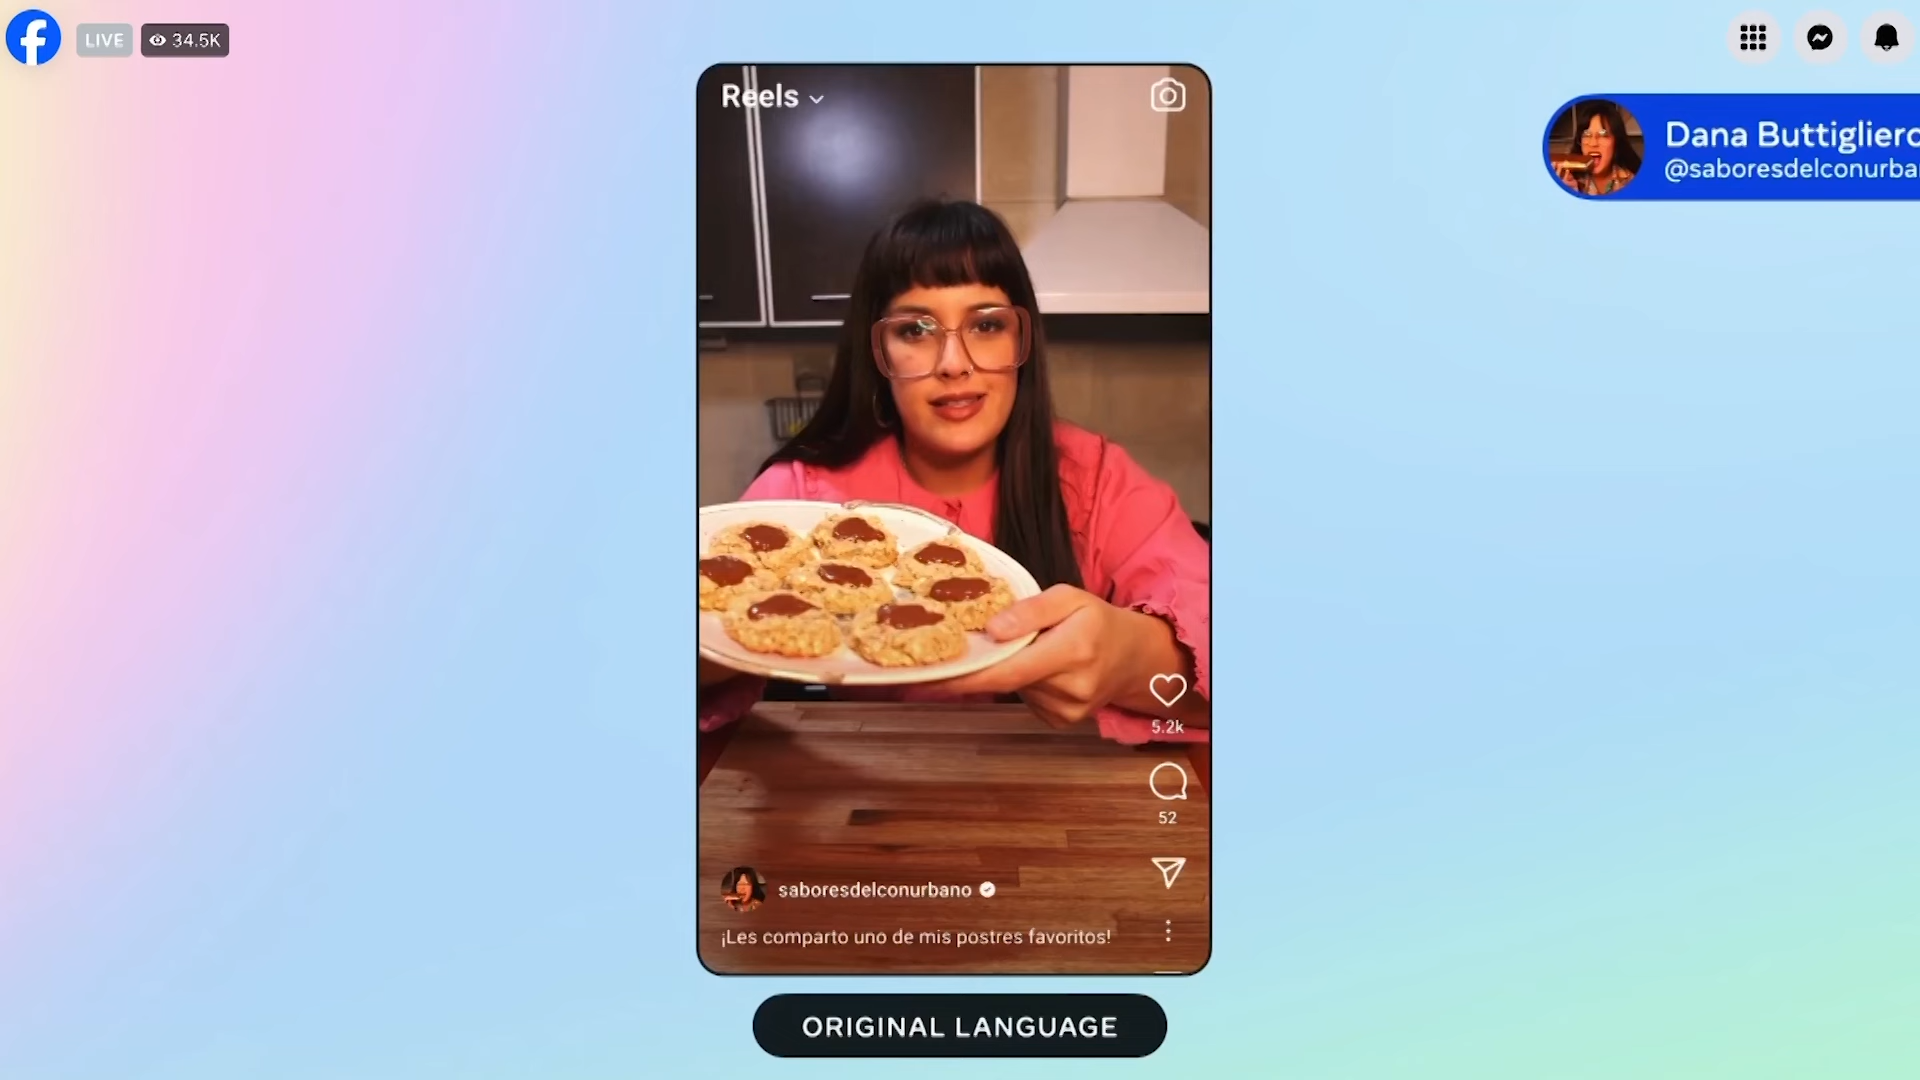 LIVE
34.5K
Reels
Dana Buttigliero
@saboresdelconurba
5.2k
52
saboresdelconurbano
¡Les comparto uno de mis postres favoritos!
ORIGINAL LANGUAGE